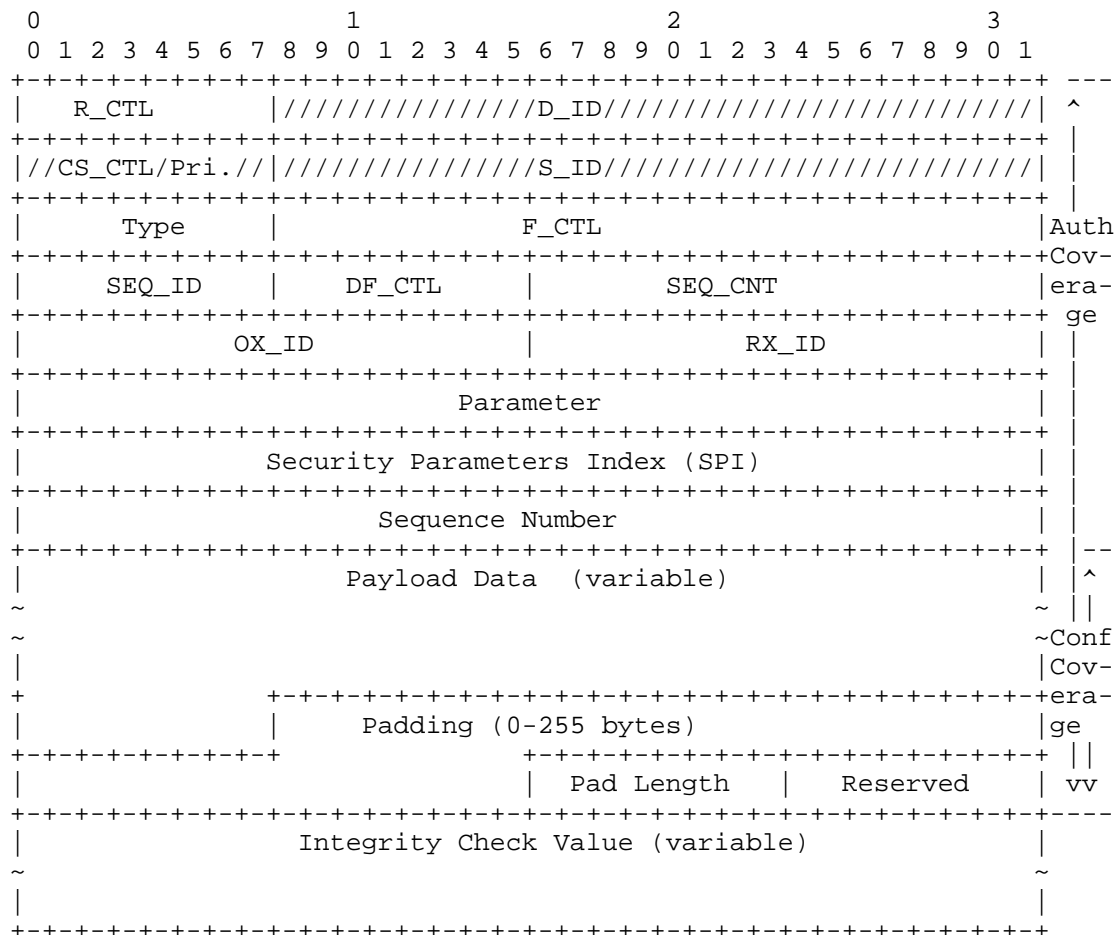 0                   1                   2                   3
 0 1 2 3 4 5 6 7 8 9 0 1 2 3 4 5 6 7 8 9 0 1 2 3 4 5 6 7 8 9 0 1
+-+-+-+-+-+-+-+-+-+-+-+-+-+-+-+-+-+-+-+-+-+-+-+-+-+-+-+-+-+-+-+-+ ---
|   R_CTL       |////////////////D_ID///////////////////////////| ^
+-+-+-+-+-+-+-+-+-+-+-+-+-+-+-+-+-+-+-+-+-+-+-+-+-+-+-+-+-+-+-+-+ |
|//CS_CTL/Pri.//|////////////////S_ID///////////////////////////| |
+-+-+-+-+-+-+-+-+-+-+-+-+-+-+-+-+-+-+-+-+-+-+-+-+-+-+-+-+-+-+-+-+ |
|      Type     |               F_CTL                           |Auth
+-+-+-+-+-+-+-+-+-+-+-+-+-+-+-+-+-+-+-+-+-+-+-+-+-+-+-+-+-+-+-+-+Cov-
|     SEQ_ID    |    DF_CTL     |        SEQ_CNT                |era-
+-+-+-+-+-+-+-+-+-+-+-+-+-+-+-+-+-+-+-+-+-+-+-+-+-+-+-+-+-+-+-+-+ ge
|             OX_ID             |             RX_ID             | |
+-+-+-+-+-+-+-+-+-+-+-+-+-+-+-+-+-+-+-+-+-+-+-+-+-+-+-+-+-+-+-+-+ |
|                           Parameter                           | |
+-+-+-+-+-+-+-+-+-+-+-+-+-+-+-+-+-+-+-+-+-+-+-+-+-+-+-+-+-+-+-+-+ |
|               Security Parameters Index (SPI)                 | |
+-+-+-+-+-+-+-+-+-+-+-+-+-+-+-+-+-+-+-+-+-+-+-+-+-+-+-+-+-+-+-+-+ |
|                      Sequence Number                          | |
+-+-+-+-+-+-+-+-+-+-+-+-+-+-+-+-+-+-+-+-+-+-+-+-+-+-+-+-+-+-+-+-+ |--
|                    Payload Data  (variable)                   | |^
~                                                               ~ ||
~                                                               ~Conf
|                                                               |Cov-
+               +-+-+-+-+-+-+-+-+-+-+-+-+-+-+-+-+-+-+-+-+-+-+-+-+era-
|               |     Padding (0-255 bytes)                     |ge
+-+-+-+-+-+-+-+-+               +-+-+-+-+-+-+-+-+-+-+-+-+-+-+-+-+ ||
|                               |  Pad Length   |   Reserved    | vv
+-+-+-+-+-+-+-+-+-+-+-+-+-+-+-+-+-+-+-+-+-+-+-+-+-+-+-+-+-+-+-+-+----
|                 Integrity Check Value (variable)              |
~                                                               ~
|                                                               |
+-+-+-+-+-+-+-+-+-+-+-+-+-+-+-+-+-+-+-+-+-+-+-+-+-+-+-+-+-+-+-+-+